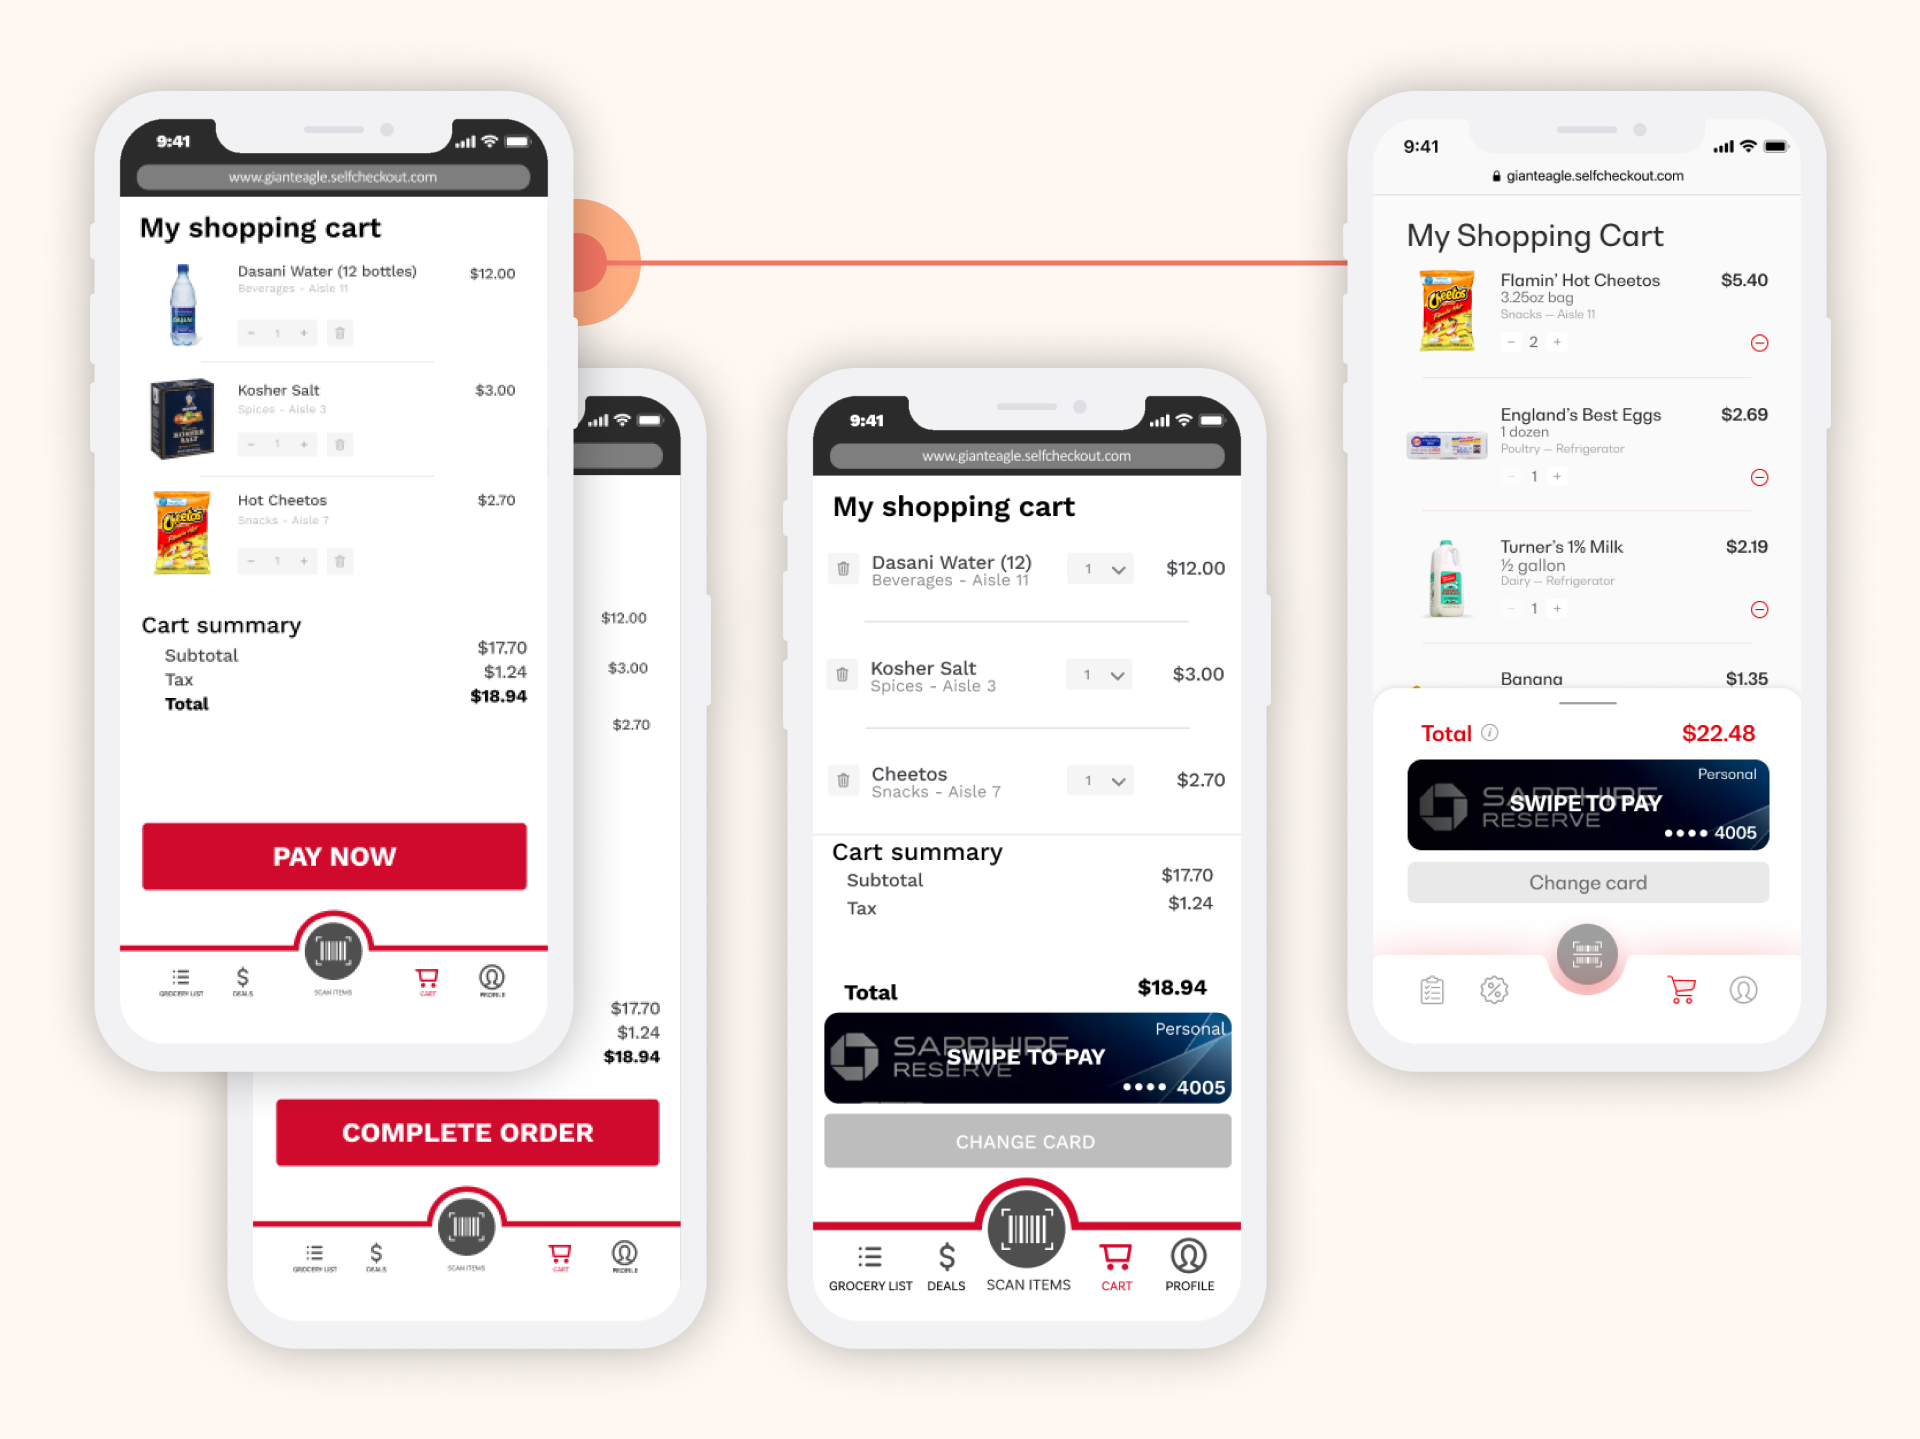 9:41
www.gianteagle.selfcheckout.com
My shopping cart
Dasani Water (12 bottles) $12.00
Beverages - Aisle 11
- 1 +
Kosher Salt $3.00
Spices - Aisle 3
KOSHER
SALT
- 1 +
Hot Cheetos $2.70
Snacks - Aisle 7
Cheetos
- 1 +
Cart summary
Subtotal $17.70
Tax $1.24
Total $18.94
PAY NOW
GROCERY LIST DEALS SCAN ITEMS CART PROFILE
$12.00
$3.00
$2.70
$17.70
$1.24
$18.94
COMPLETE ORDER
GROCERY LIST DEALS SCAN ITEMS CART PROFILE
9:41
www.gianteagle.selfcheckout.com
My shopping cart
Dasani Water (12) 1 $12.00
Beverages - Aisle 11
Kosher Salt 1 $3.00
Spices - Aisle 3
Cheetos 1 $2.70
Snacks - Aisle 7
Cart summary
Subtotal $17.70
Tax $1.24
Total $18.94
Personal
SAPPHIRE
RESERVE
SWIPE TO PAY
•••• 4005
CHANGE CARD
GROCERY LIST DEALS SCAN ITEMS CART PROFILE
9:41
gianteagle.selfcheckout.com
My Shopping Cart
Flamin' Hot Cheetos $5.40
3.25oz bag
Snacks — Aisle 11
Cheetos
- 2 +
England's Best Eggs $2.69
1 dozen
Poultry — Refrigerator
- 1 +
Turner's 1% Milk $2.19
½ gallon
Dairy — Refrigerator
- 1 +
Banana $1.35
Total $22.48
Personal
SAPPHIRE
RESERVE
SWIPE TO PAY
•••• 4005
Change card